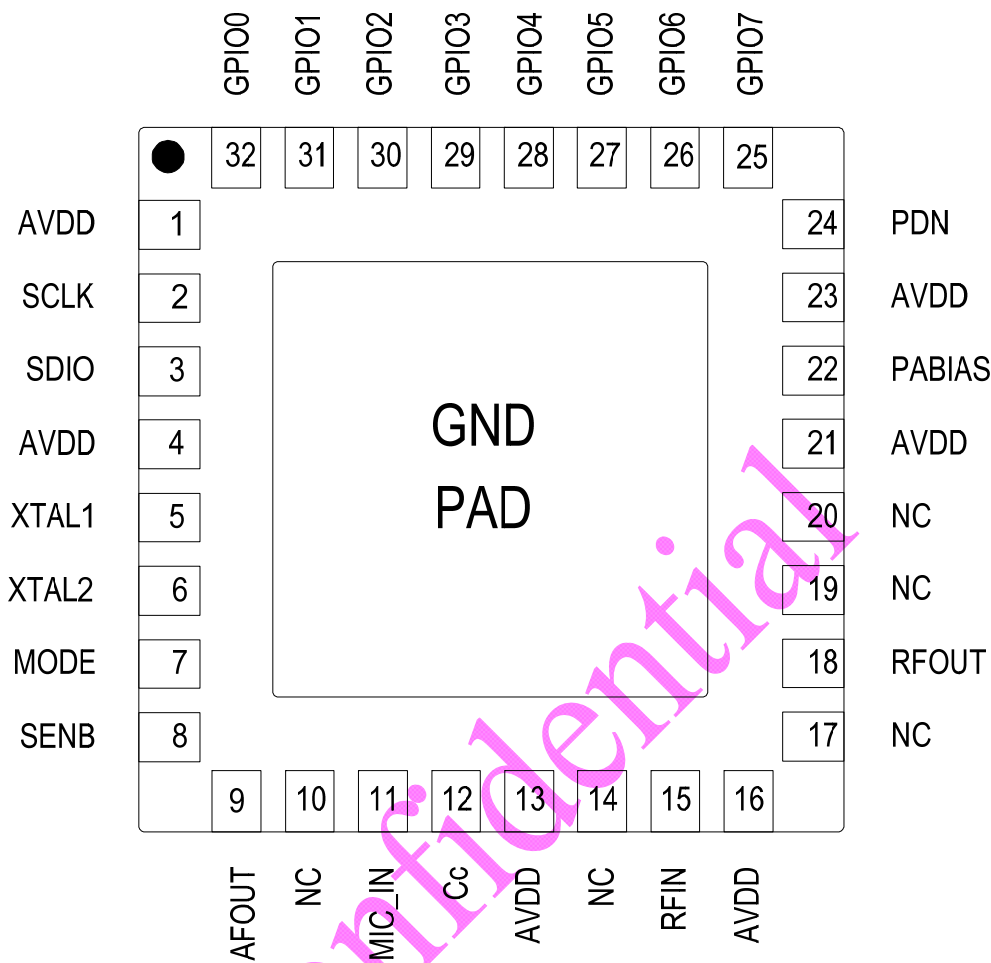 GPIO0 GPIO1 GPIO2 GPIO3 GPIO4 GPIO5 GPIO6 GPIO7
32 31 30 29 28 27 26 25
AVDD 1
SCLK 2
SDIO 3
AVDD 4
XTAL1 5
XTAL2 6
MODE 7
SENB 8
GND
PAD
24 PDN
23 AVDD
22 PABIAS
21 AVDD
20 NC
19 NC
18 RFOUT
17 NC
9 10 11 12 13 14 15 16
AFOUT NC MIC_IN Cc AVDD NC RFIN AVDD